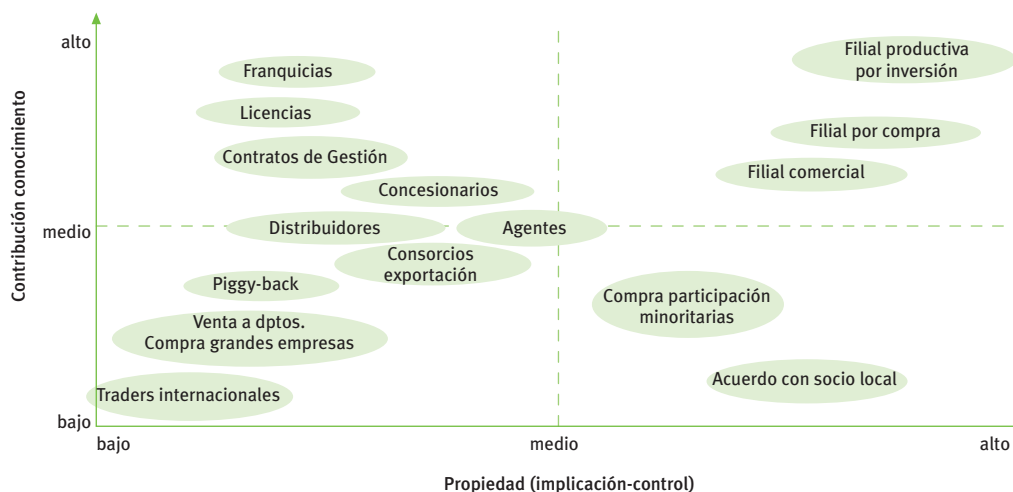 alto
Filial productiva
por inversión
Franquicias
Licencias
Filial por compra
Contratos de Gestión
Filial comercial
Concesionarios
Contribución conocimiento
medio
Distribuidores
Agentes
Consorcios
exportación
Piggy-back
Compra participación
minoritarias
Venta a dptos.
Compra grandes empresas
Acuerdo con socio local
Traders internacionales
bajo
bajo
medio
alto
Propiedad (implicación-control)